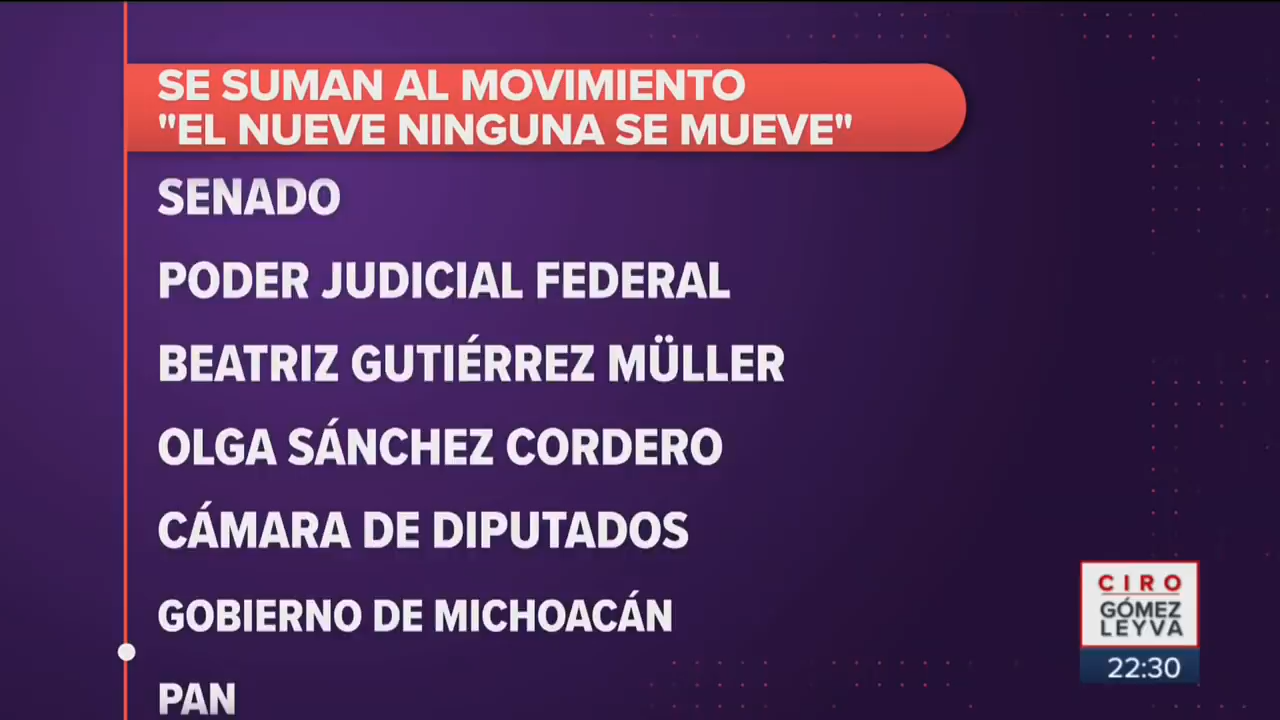 SE SUMAN AL MOVIMIENTO
"EL NUEVE NINGUNA SE MUEVE"
SENADO
PODER JUDICIAL FEDERAL
BEATRIZ GUTIÉRREZ MÜLLER
OLGA SÁNCHEZ CORDERO
CÁMARA DE DIPUTADOS
GOBIERNO DE MICHOACÁN
PAN
CIRO
GÓMEZ
LEYVA
22:30